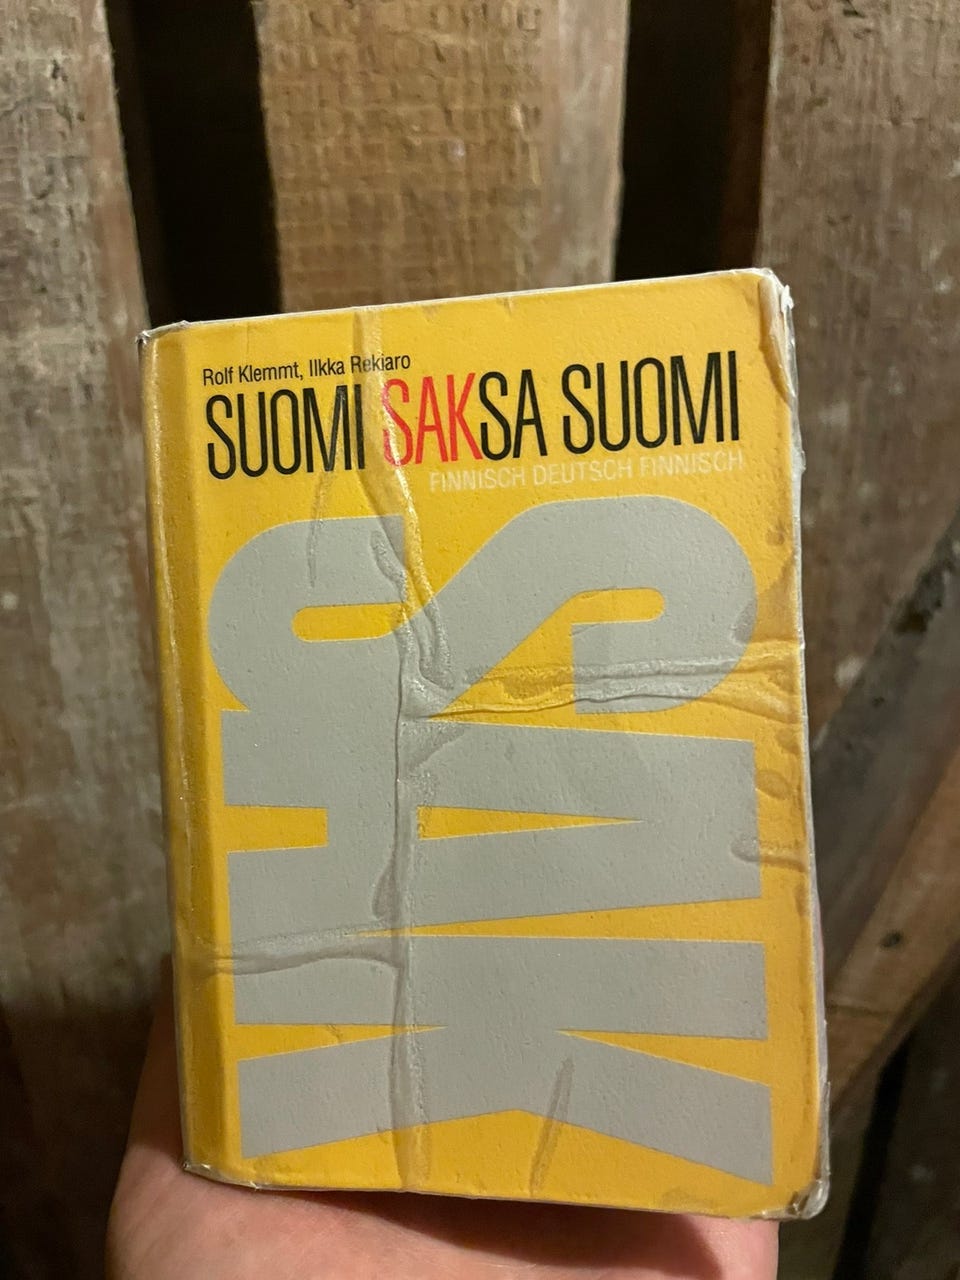 Rolf Klemmt, Ilkka Rekiaro
SUOMI SAKSA SUOMI
FINNISCH DEUTSCH FINNISCH
SAK